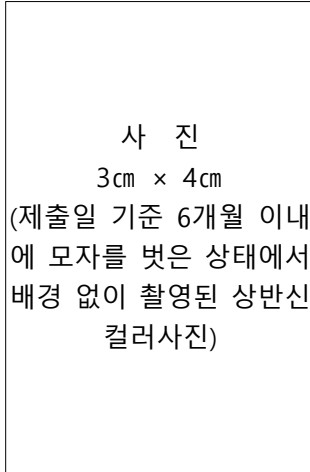 사 진
3㎝ × 4㎝
(제출일 기준 6개월 이내
에 모자를 벗은 상태에서
배경 없이 촬영된 상반신
컬러사진)